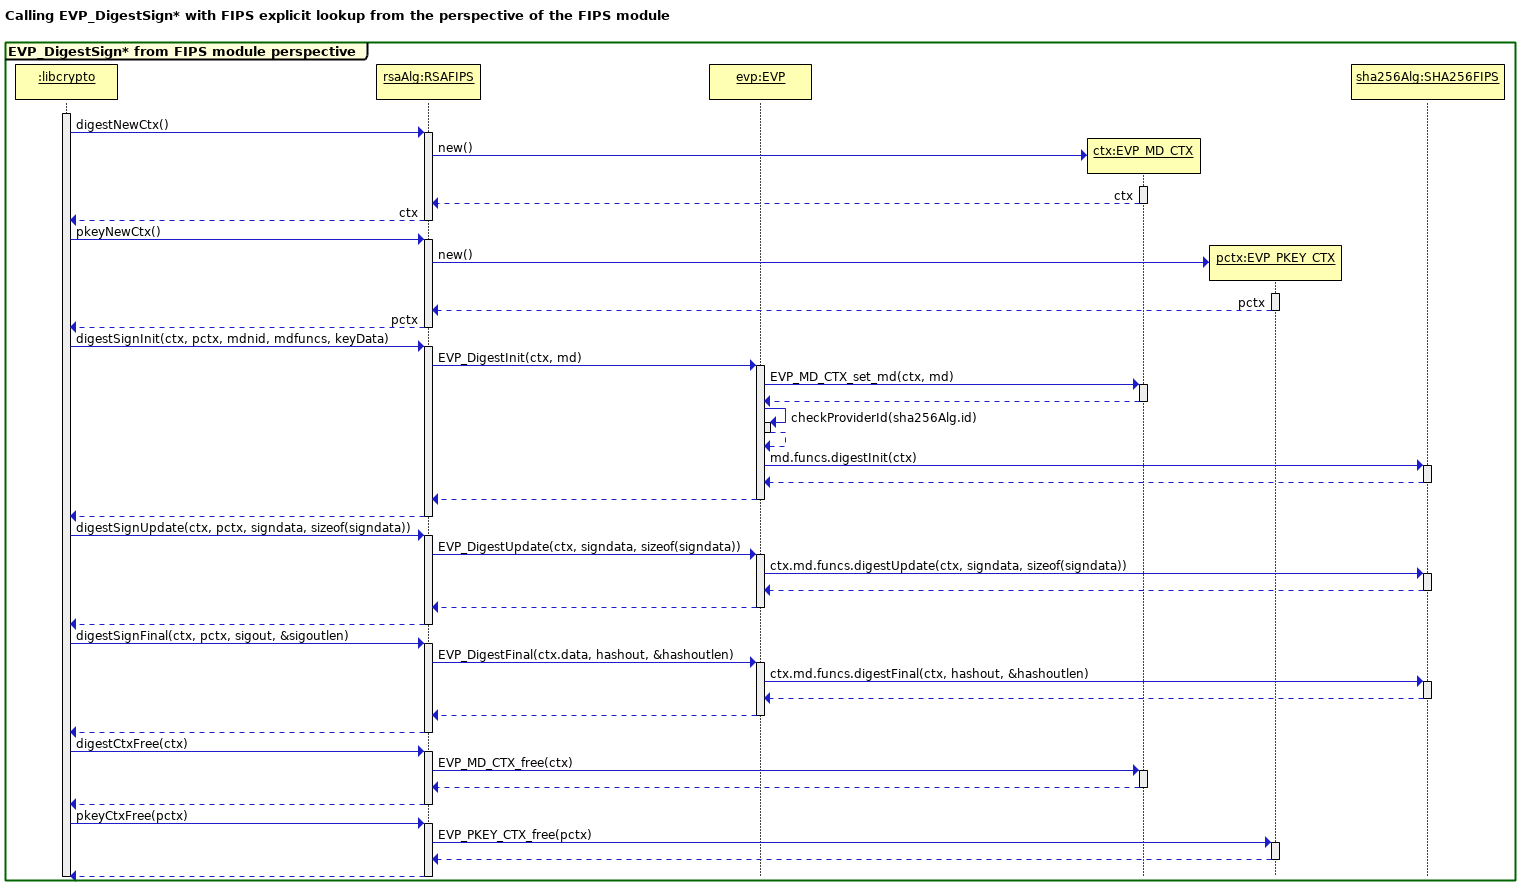 Calling EVP_DigestSign* with FIPS explicit lookup from the perspective of the FIPS module
EVP_DigestSign* from FIPS module perspective
:libcrypto
rsaAlg:RSAFIPS
evp:EVP
sha256Alg:SHA256FIPS
digestNewCtx()
new()
ctx:EVP_MD_CTX
ctx
ctx
pkeyNewCtx()
new()
pctx:EVP_PKEY_CTX
pctx
pctx
digestSignInit(ctx, pctx, mdnid, mdfuncs, keyData)
EVP_DigestInit(ctx, md)
EVP_MD_CTX_set_md(ctx, md)
checkProviderId(sha256Alg.id)
md.funcs.digestInit(ctx)
digestSignUpdate(ctx, pctx, signdata, sizeof(signdata))
EVP_DigestUpdate(ctx, signdata, sizeof(signdata))
ctx.md.funcs.digestUpdate(ctx, signdata, sizeof(signdata))
digestSignFinal(ctx, pctx, sigout, &sigoutlen)
EVP_DigestFinal(ctx.data, hashout, &hashoutlen)
ctx.md.funcs.digestFinal(ctx, hashout, &hashoutlen)
digestCtxFree(ctx)
EVP_MD_CTX_free(ctx)
pkeyCtxFree(pctx)
EVP_PKEY_CTX_free(pctx)